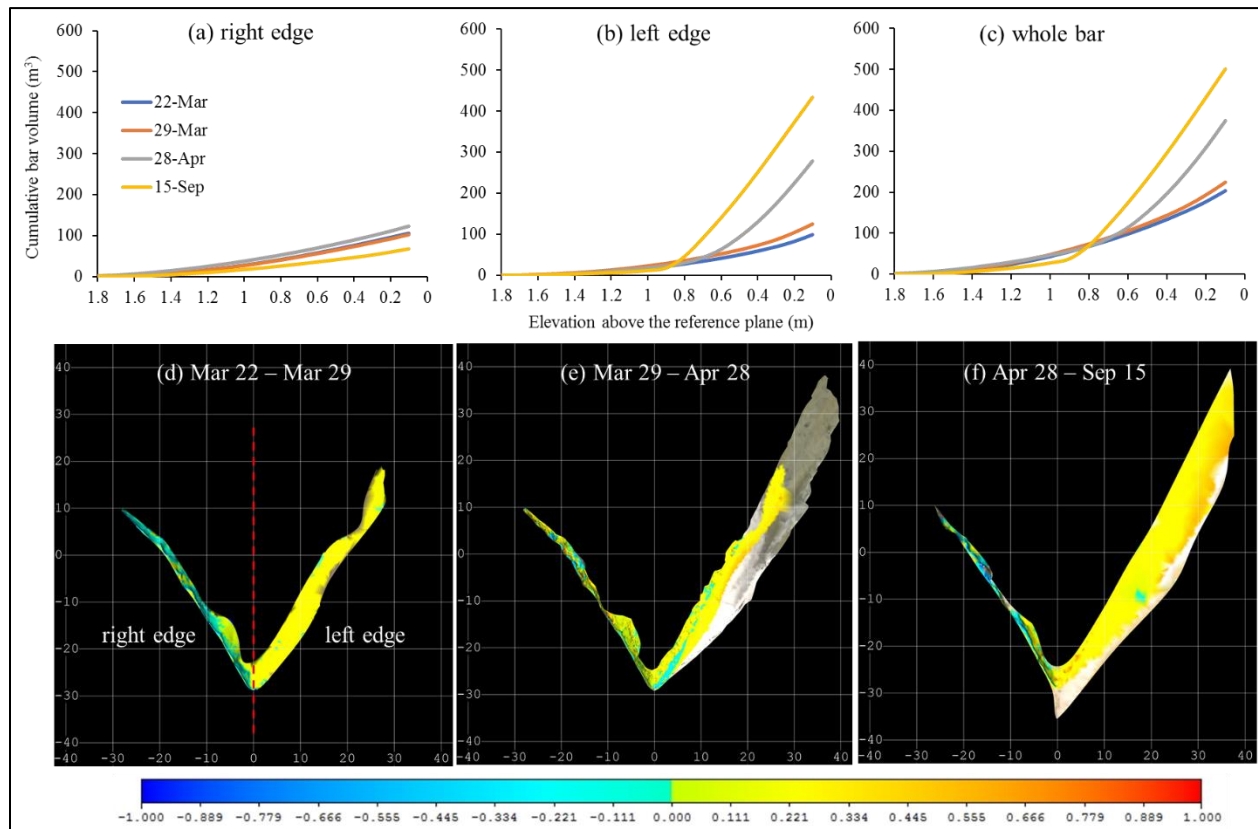 (a) right edge
(b) left edge
(c) whole bar
Cumulative bar volume (m³)
600
500
400
300
200
100
0
1.8 1.6 1.4 1.2 1 0.8 0.6 0.4 0.2 0
22-Mar
29-Mar
28-Apr
15-Sep
600
500
400
300
200
100
0
1.8 1.6 1.4 1.2 1 0.8 0.6 0.4 0.2 0
600
500
400
300
200
100
0
1.8 1.6 1.4 1.2 1 0.8 0.6 0.4 0.2 0
Elevation above the reference plane (m)
(d) Mar 22 – Mar 29
40
30
20
10
0
-10
-20
-30
-40
-40 -30 -20 -10 0 10 20 30 40
right edge
left edge
(e) Mar 29 – Apr 28
40
30
20
10
0
-10
-20
-30
-40
-40 -30 -20 -10 0 10 20 30 40
(f) Apr 28 – Sep 15
40
30
20
10
0
-10
-20
-30
-40
-40 -30 -20 -10 0 10 20 30 40
-1.000 -0.889 -0.779 -0.666 -0.555 -0.445 -0.334 -0.221 -0.111 0.000 0.111 0.221 0.334 0.445 0.555 0.666 0.779 0.889 1.000